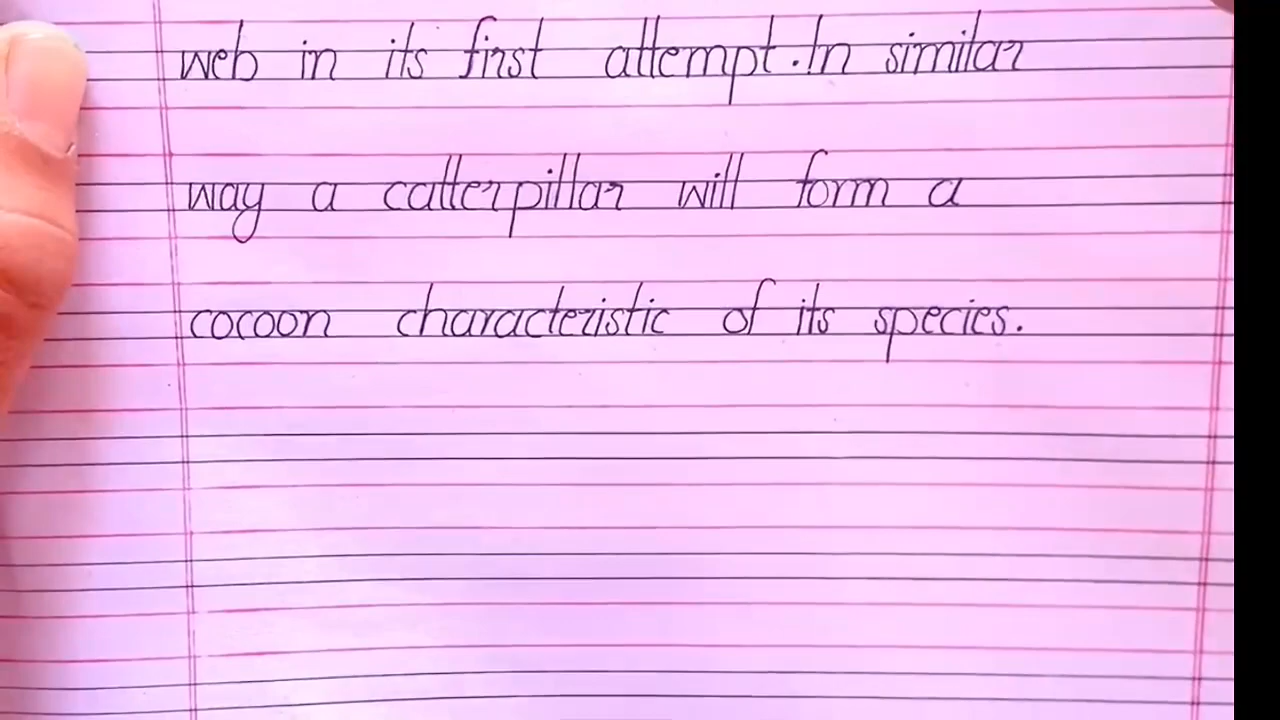 web in its first attempt. In similar
way a catterpillar will form a
cocoon characteristic of its species.